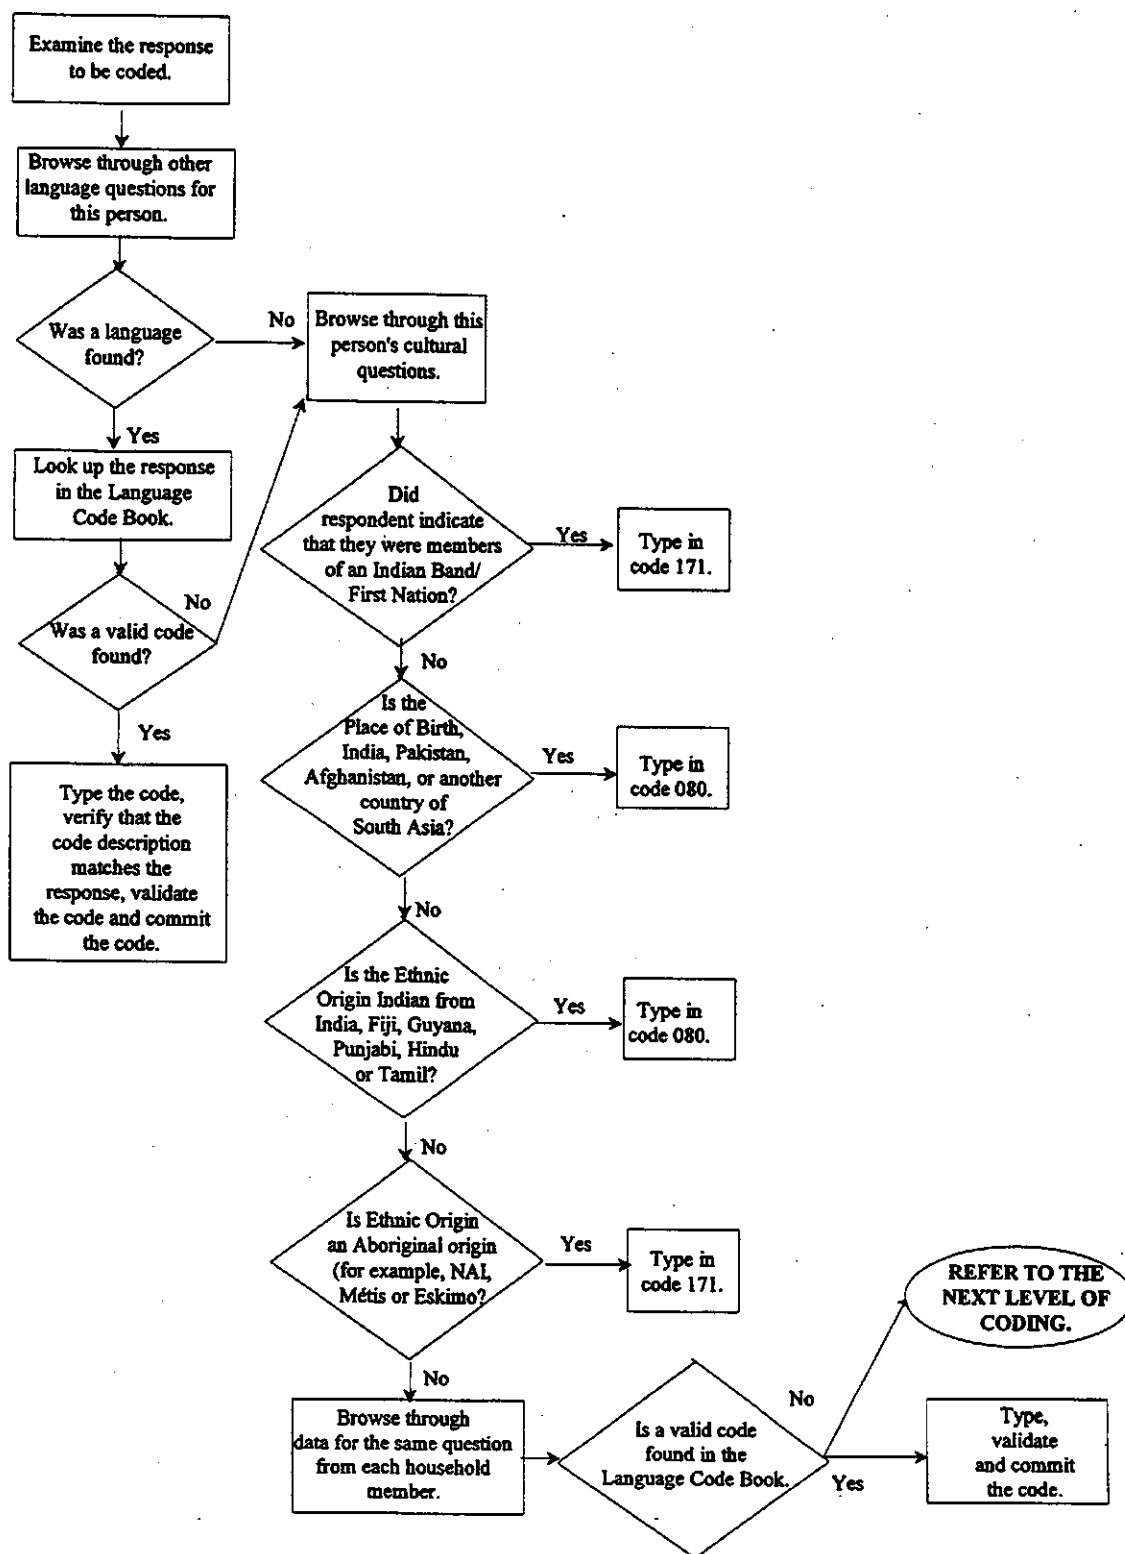 Examine the response
to be coded.
Browse through other
language questions for
this person.
Was a language
found?
No
Yes
Browse through this
person's cultural
questions.
Look up the response
in the Language
Code Book.
Was a valid code
found?
No
Yes
Type the code,
verify that the
code description
matches the
response, validate
the code and commit
the code.
Did
respondent indicate
that they were members
of an Indian Band/
First Nation?
Yes
Type in
code 171.
No
Is the
Place of Birth,
India, Pakistan,
Afghanistan, or another
country of
South Asia?
Yes
Type in
code 080.
No
Is the Ethnic
Origin Indian from
India, Fiji, Guyana,
Punjabi, Hindu
or Tamil?
Yes
Type in
code 080.
No
Is Ethnic Origin
an Aboriginal origin
(for example, NAI,
Métis or Eskimo?
Yes
Type in
code 171.
No
Browse through
data for the same question
from each household
member.
Is a valid code
found in the
Language Code Book.
No
REFER TO THE
NEXT LEVEL OF
CODING.
Yes
Type,
validate
and commit
the code.